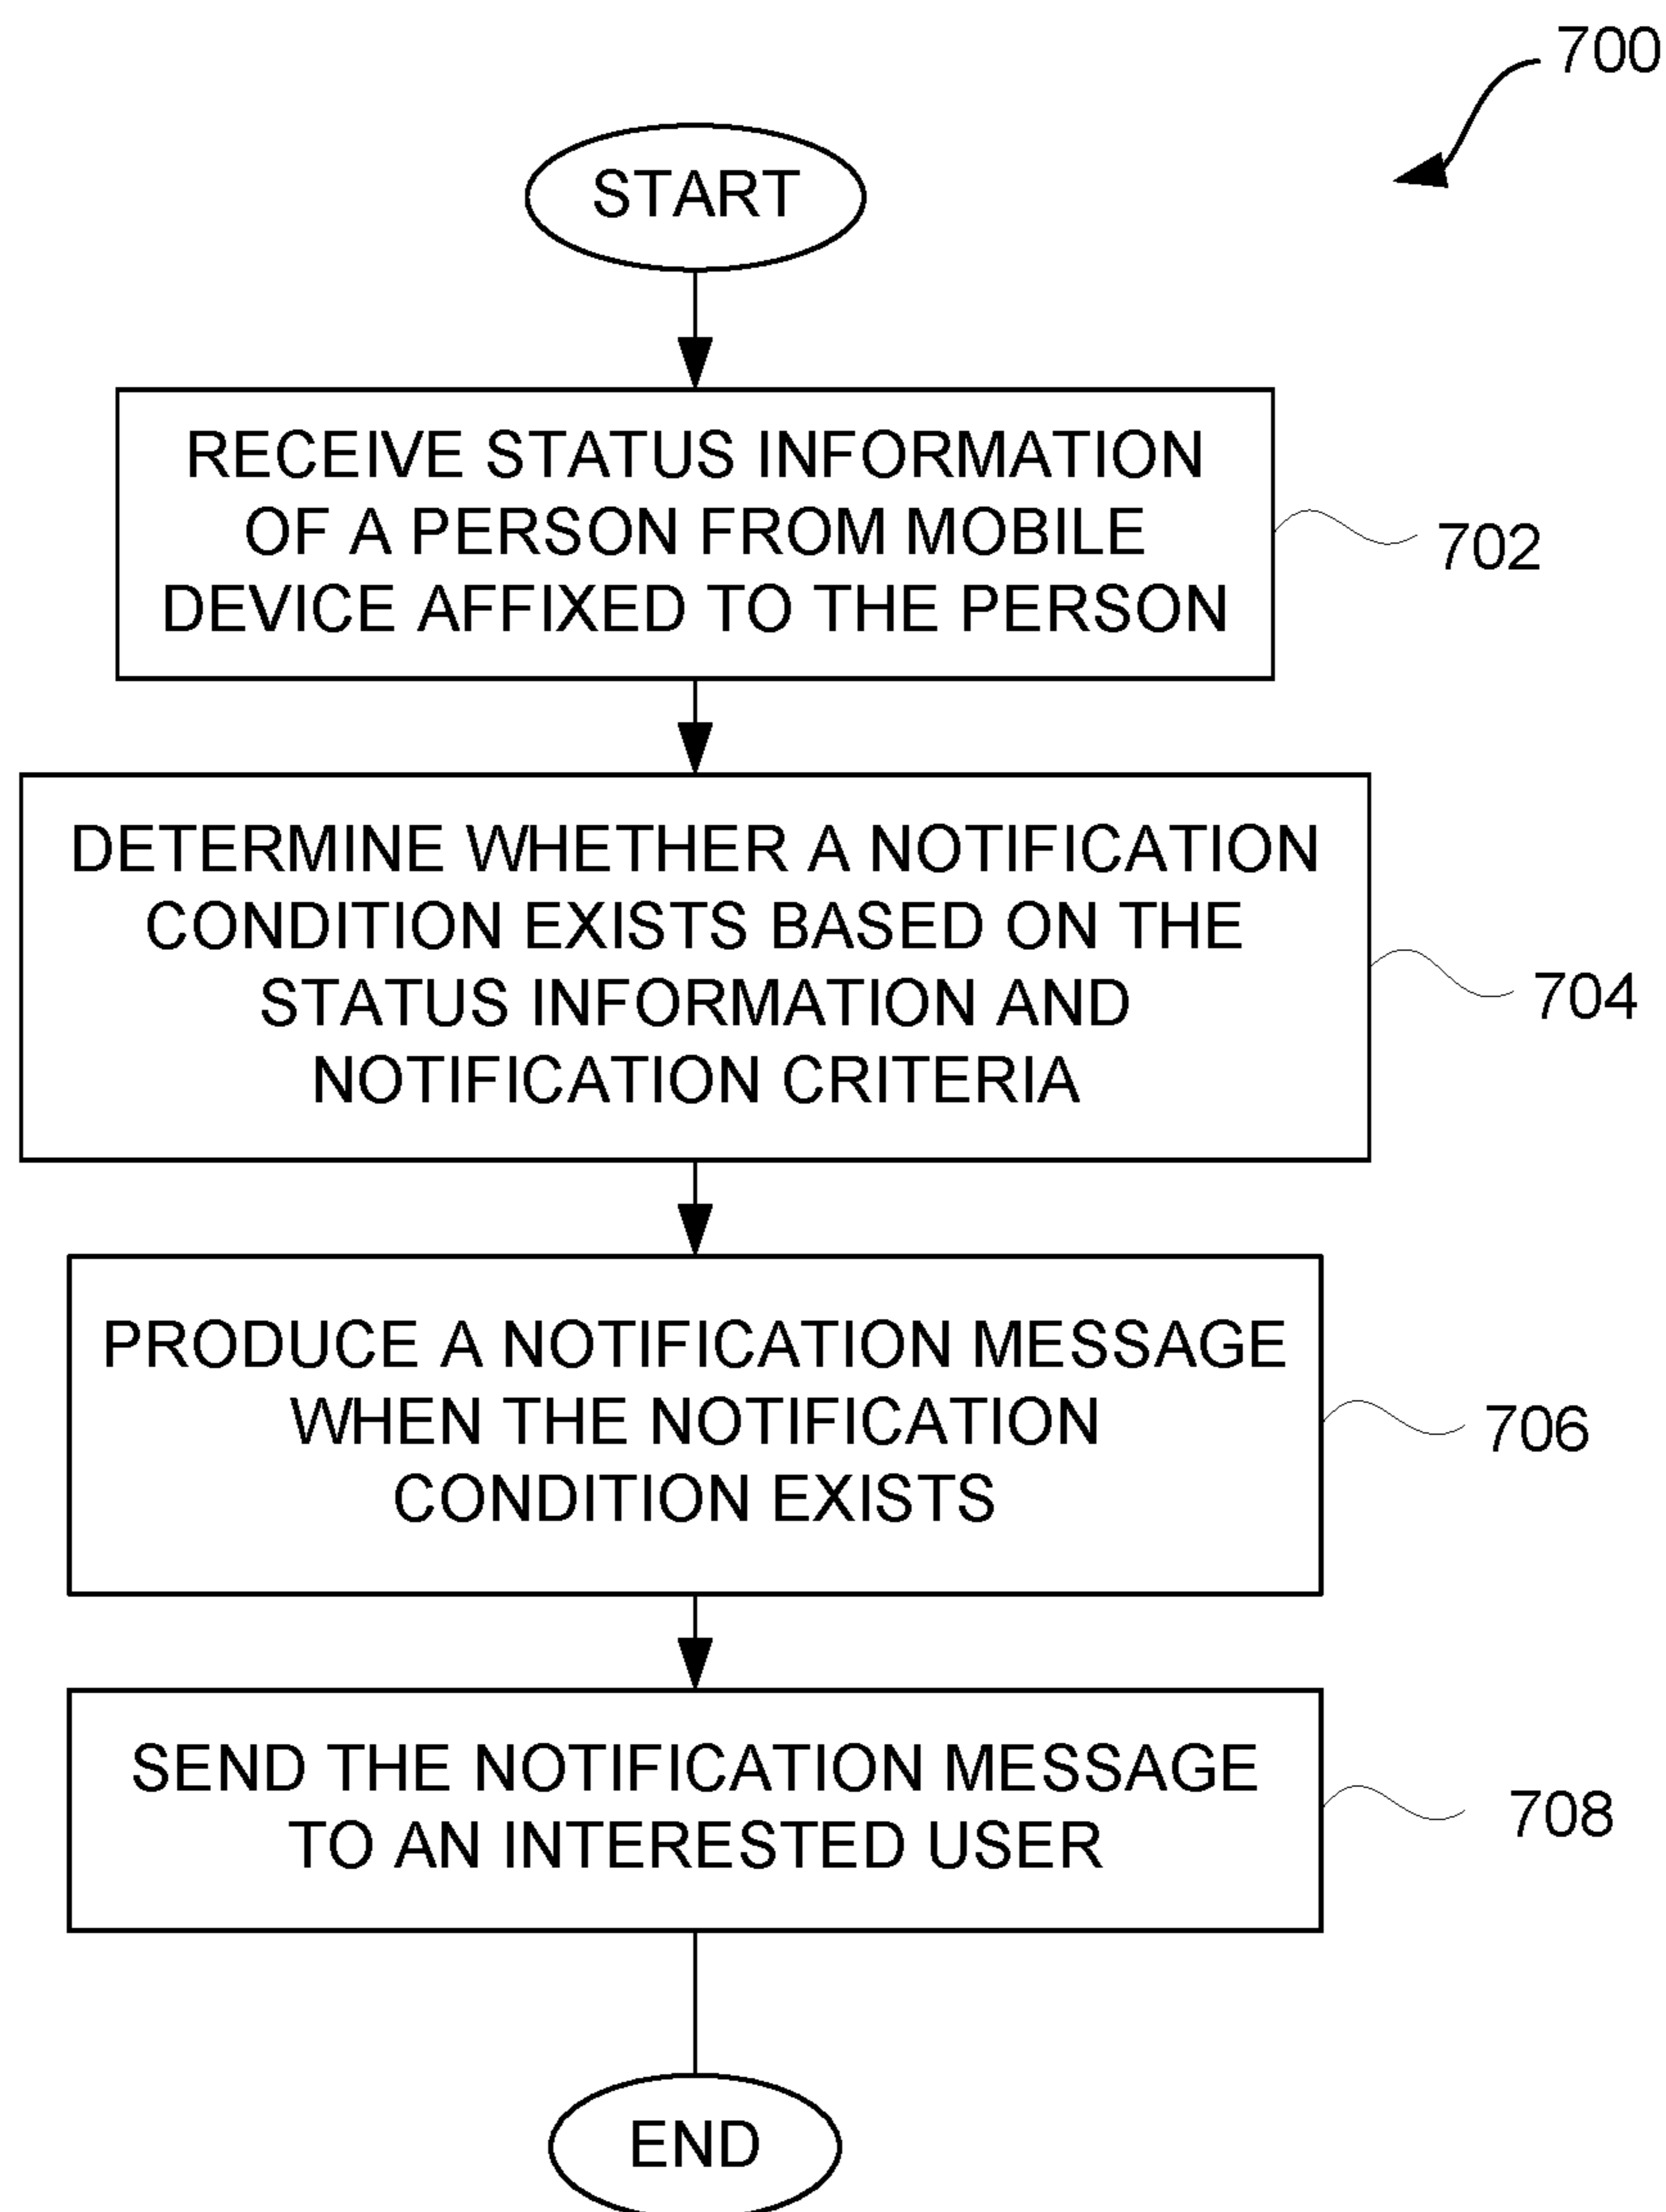 700
START
RECEIVE STATUS INFORMATION
OF A PERSON FROM MOBILE
DEVICE AFFIXED TO THE PERSON
702
DETERMINE WHETHER A NOTIFICATION
CONDITION EXISTS BASED ON THE
STATUS INFORMATION AND
NOTIFICATION CRITERIA
704
PRODUCE A NOTIFICATION MESSAGE
WHEN THE NOTIFICATION
CONDITION EXISTS
706
SEND THE NOTIFICATION MESSAGE
TO AN INTERESTED USER
708
END